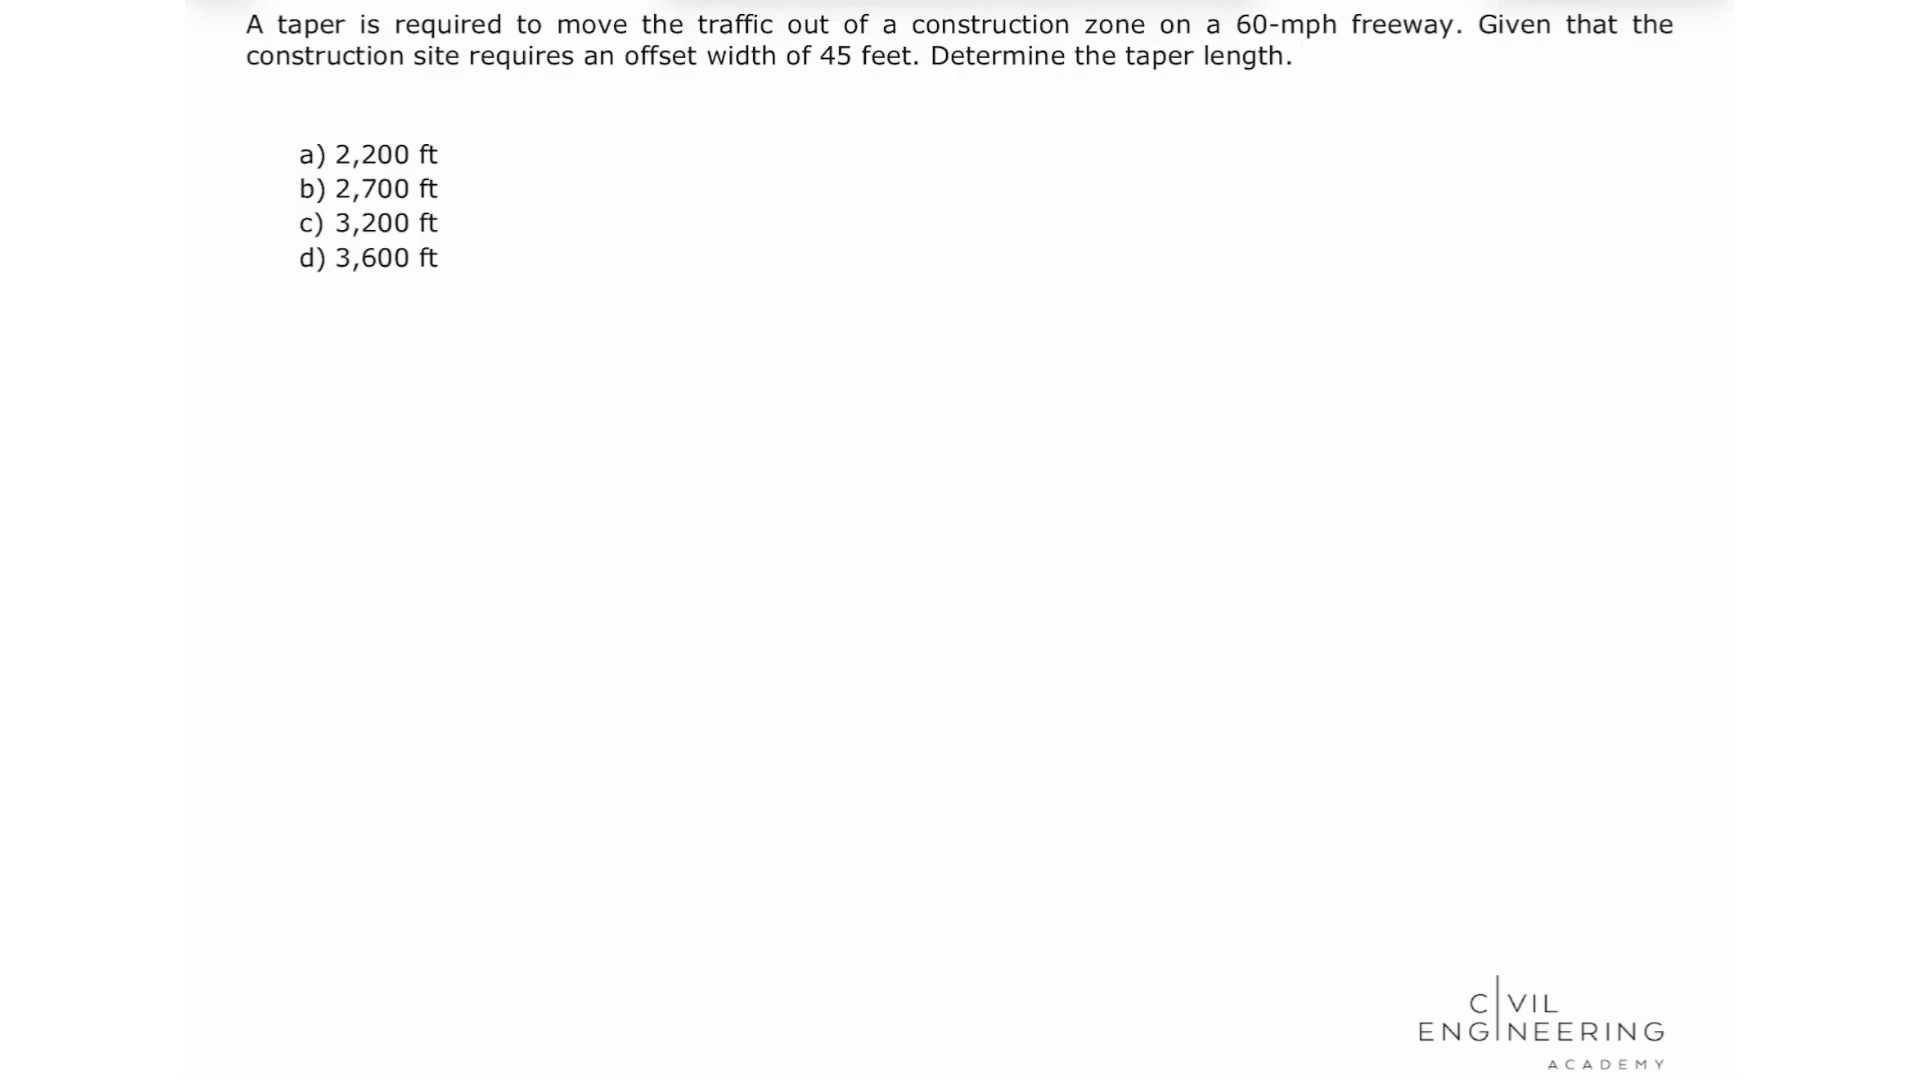 A taper is required to move the traffic out of a construction zone on a 60-mph freeway. Given that the
construction site requires an offset width of 45 feet. Determine the taper length.
a) 2,200 ft
b) 2,700 ft
c) 3,200 ft
d) 3,600 ft
CIVIL
ENGINEERING
ACADEMY